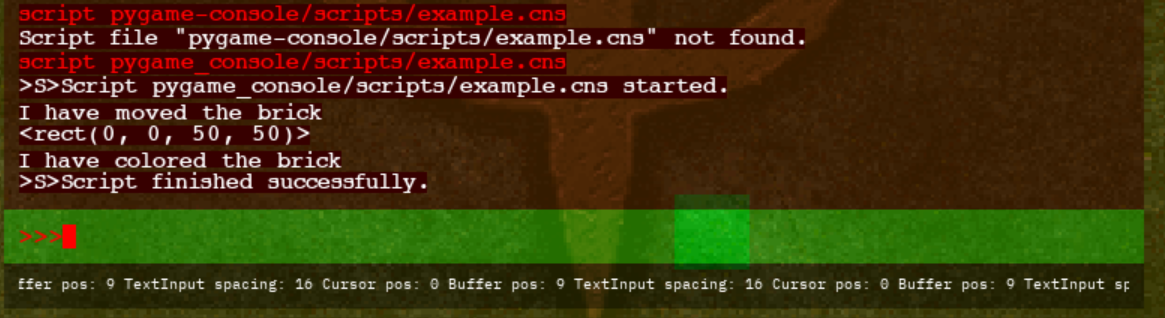 script pygame-console/scripts/example.cns
Script file "pygame-console/scripts/example.cns" not found.
script pygame_console/scripts/example.cns
>S>Script pygame_console/scripts/example.cns started.
I have moved the brick
<rect(0, 0, 50, 50)>
I have colored the brick
>S>Script finished successfully.
>>>
ffer pos: 9 TextInput spacing: 16 Cursor pos: 0 Buffer pos: 9 TextInput spacing: 16 Cursor pos: 0 Buffer pos: 9 TextInput sp